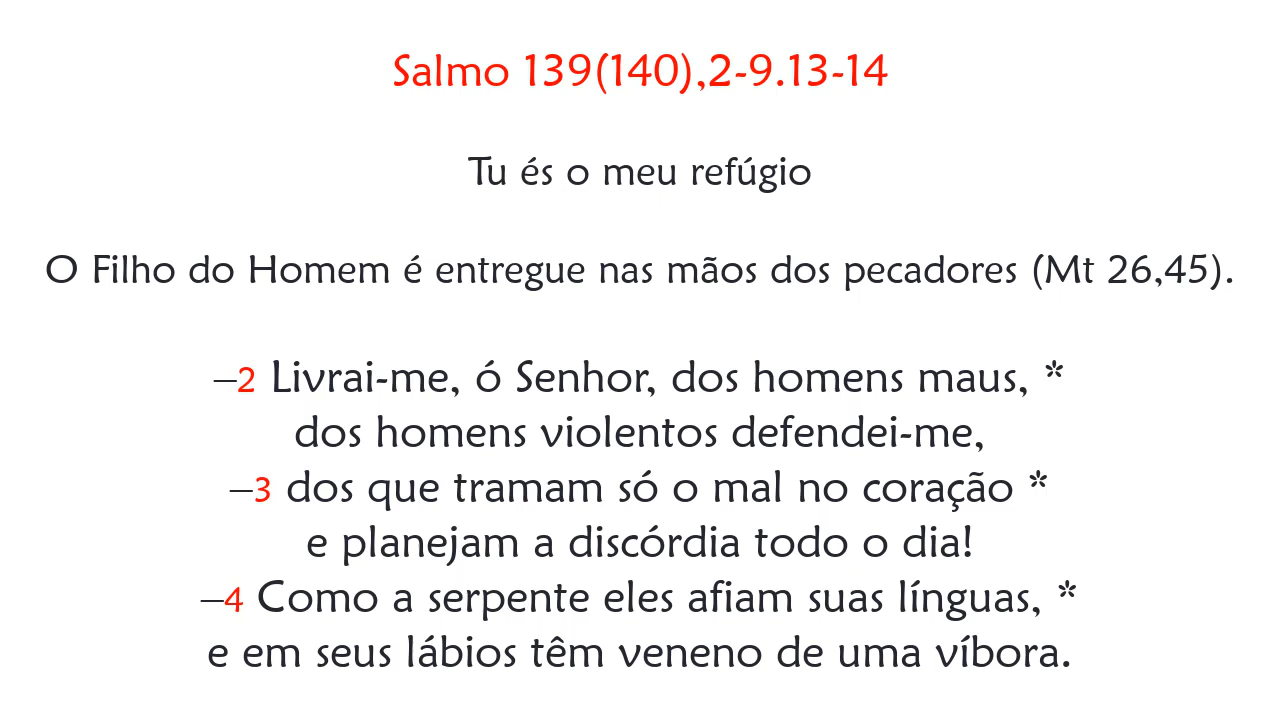 Salmo 139(140),2-9.13-14
Tu és o meu refúgio
O Filho do Homem é entregue nas mãos dos pecadores (Mt 26,45).
–2 Livrai-me, ó Senhor, dos homens maus, *
dos homens violentos defendei-me,
–3 dos que tramam só o mal no coração *
e planejam a discórdia todo o dia!
–4 Como a serpente eles afiam suas línguas, *
e em seus lábios têm veneno de uma víbora.